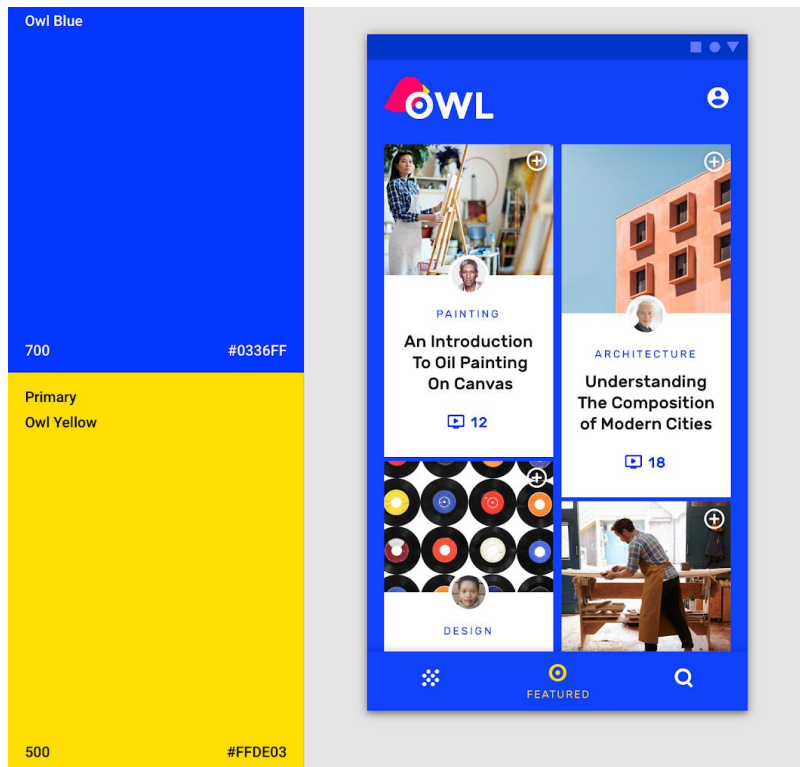 Owl Blue
700 #0336FF
Primary
Owl Yellow
500 #FFDE03
OWL
PAINTING
An Introduction
To Oil Painting
On Canvas
12
DESIGN
ARCHITECTURE
Understanding
The Composition
of Modern Cities
18
FEATURED